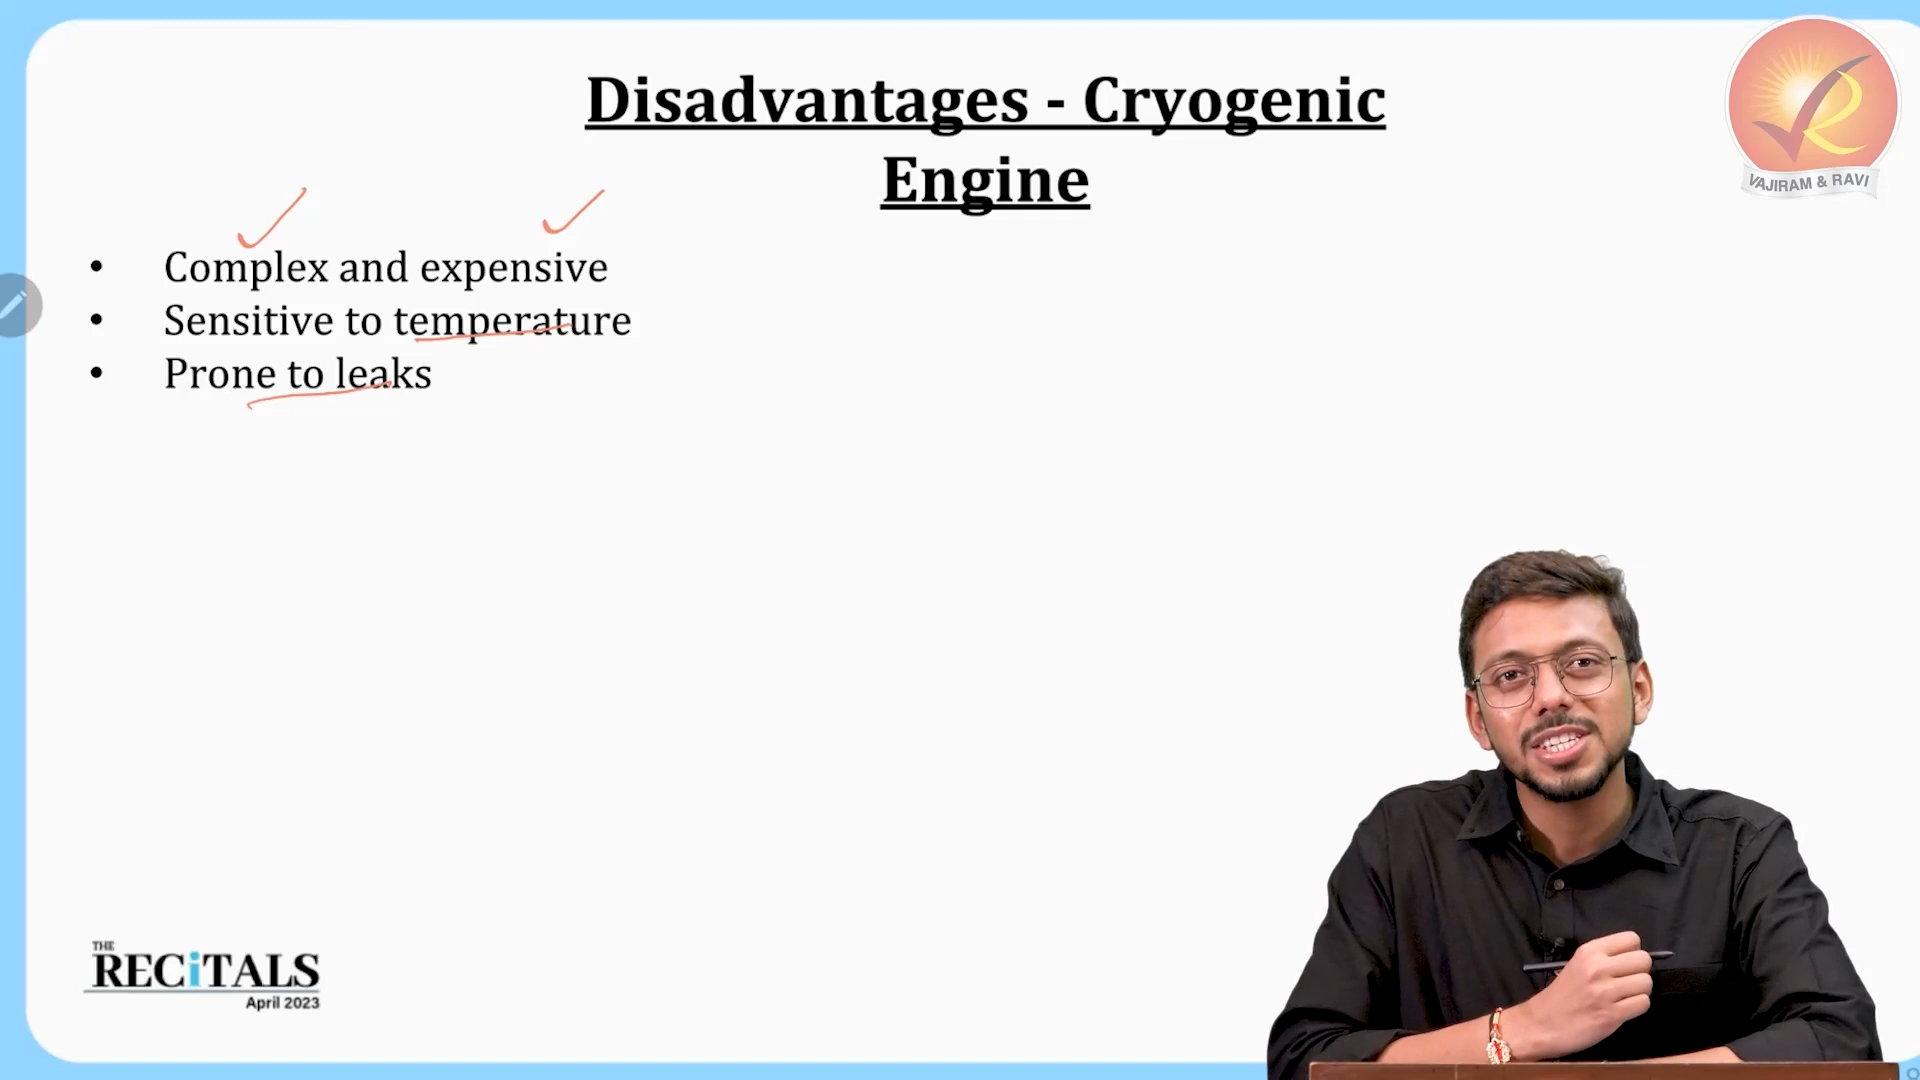 Disadvantages - Cryogenic
Engine
VAJIRAM & RAVI
• Complex and expensive
• Sensitive to temperature
• Prone to leaks
THE
RECiTALS
April 2023